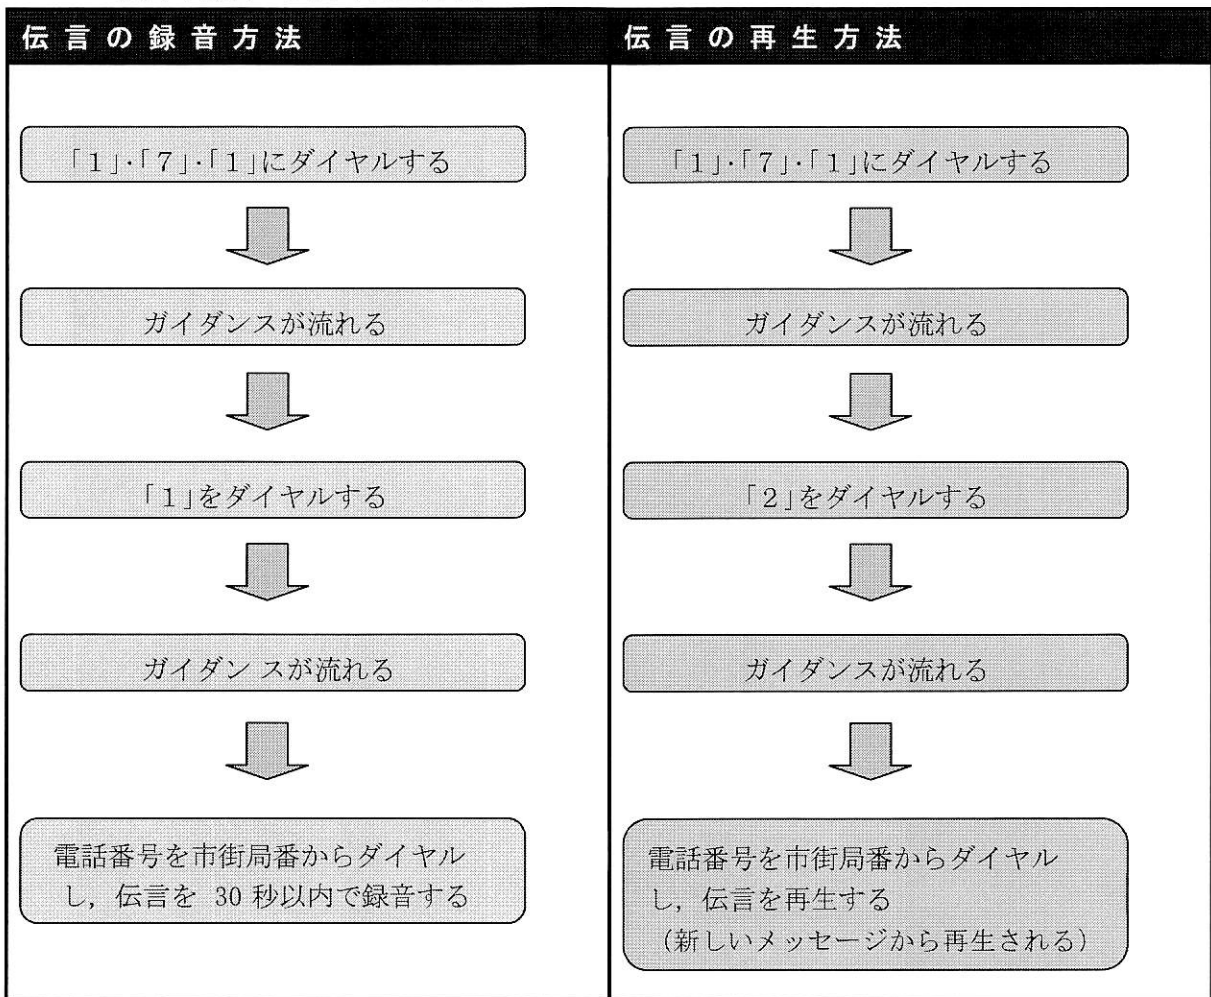 伝言の録音方法
「1」・「7」・「1」にダイヤルする
ガイダンスが流れる
「1」をダイヤルする
ガイダン スが流れる
電話番号を市街局番からダイヤル
し，伝言を 30 秒以内で録音する
伝言の再生方法
「1」・「7」・「1」にダイヤルする
ガイダンスが流れる
「2」をダイヤルする
ガイダンスが流れる
電話番号を市街局番からダイヤル
し，伝言を再生する
（新しいメッセージから再生される）